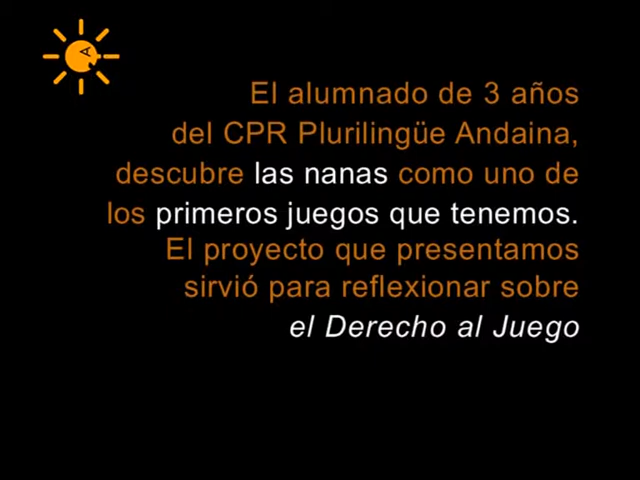 El alumnado de 3 años
del CPR Plurilingüe Andaina,
descubre las nanas como uno de
los primeros juegos que tenemos.
El proyecto que presentamos
sirvió para reflexionar sobre
el Derecho al Juego